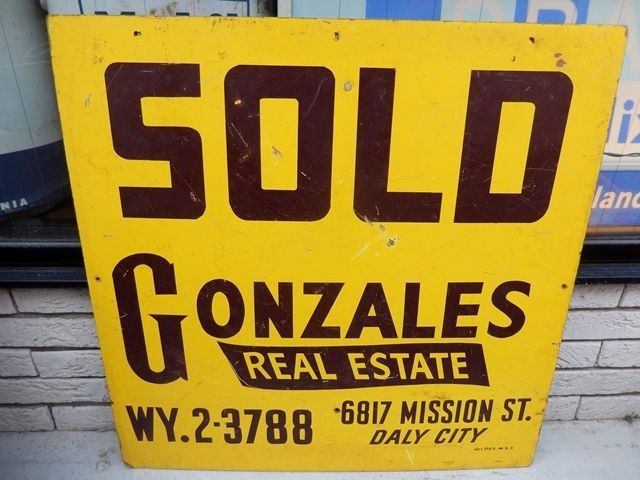 SOLD
GONZALES
REAL ESTATE
WY.2-3788
6817 MISSION ST.
DALY CITY